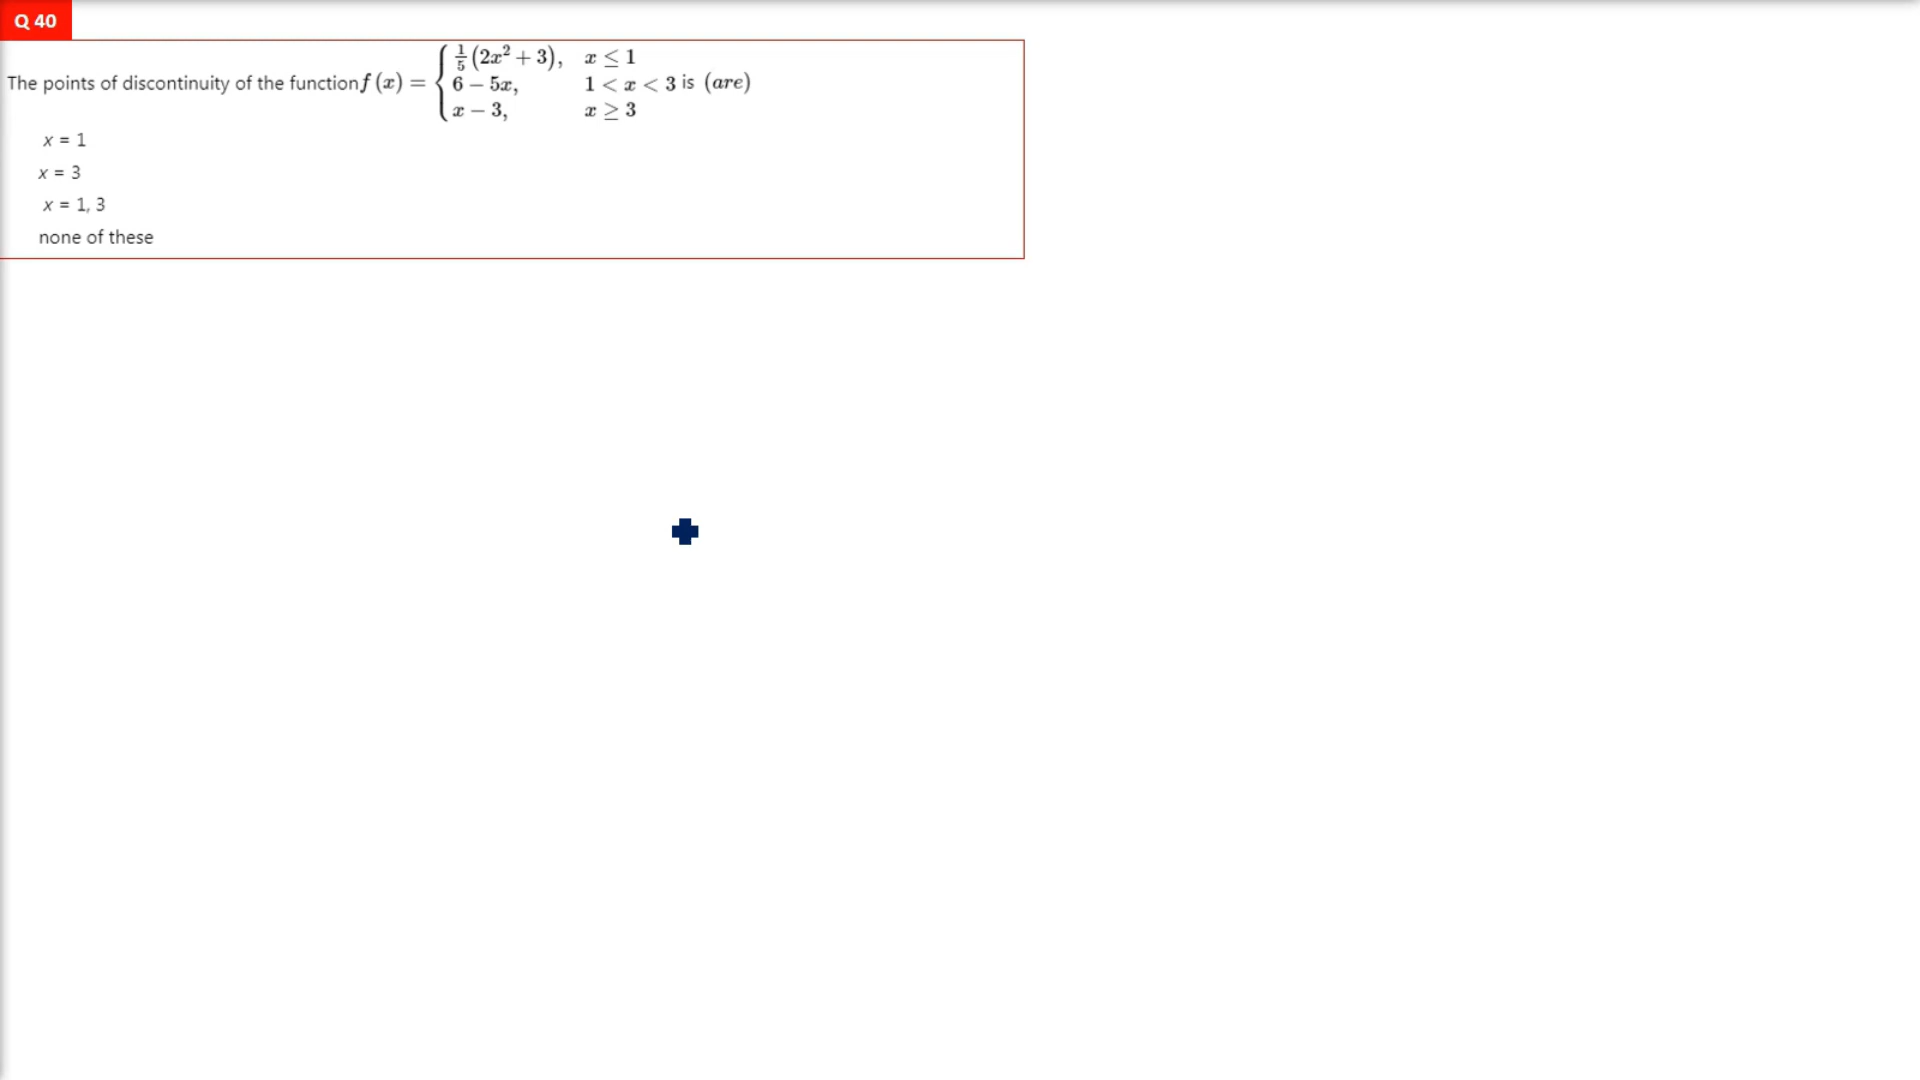 Q 40
The points of discontinuity of the function f (x) = { 1/5 (2x² + 3), x ≤ 1
6 − 5x, 1 < x < 3 is (are)
x − 3, x ≥ 3
x = 1
x = 3
x = 1, 3
none of these